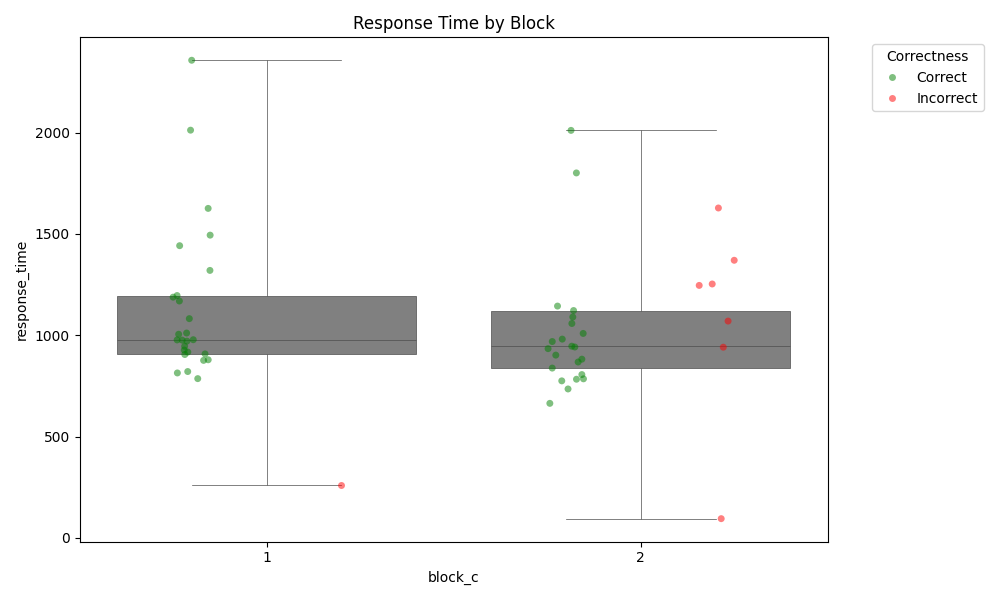 Response Time by Block
Correctness
Correct
Incorrect
response_time
2000
1500
1000
500
0
1
2
block_c